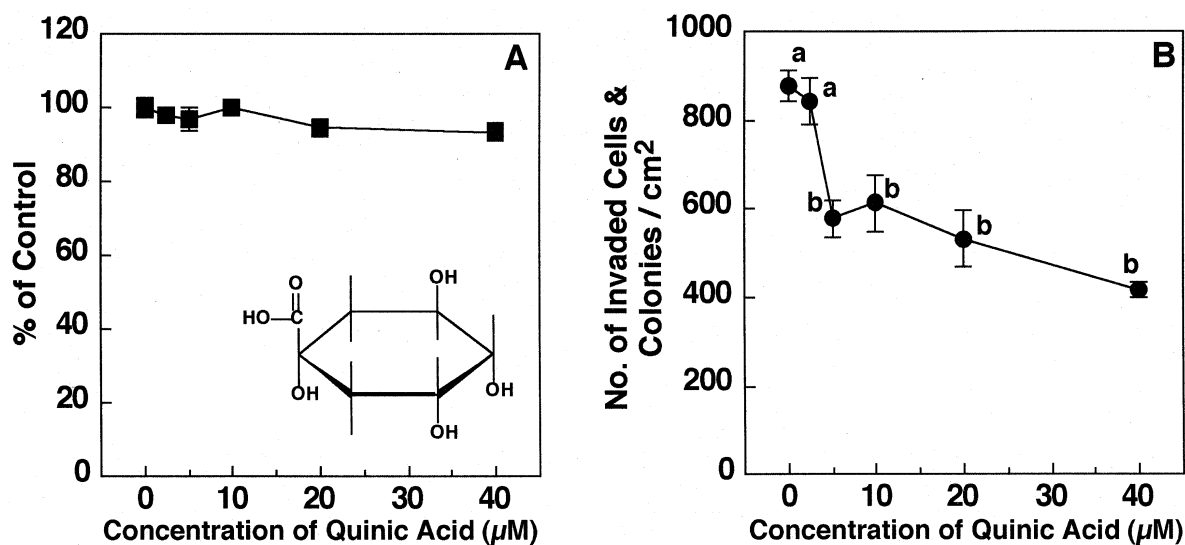 120
100
80
60
40
20
0
% of Control
A
O
HO
C
OH
OH
OH
OH
0
10
20
30
40
Concentration of Quinic Acid (µM)
1000
800
600
400
200
0
No. of Invaded Cells &
Colonies / cm2
B
a
a
b
b
b
b
0
10
20
30
40
Concentration of Quinic Acid (µM)